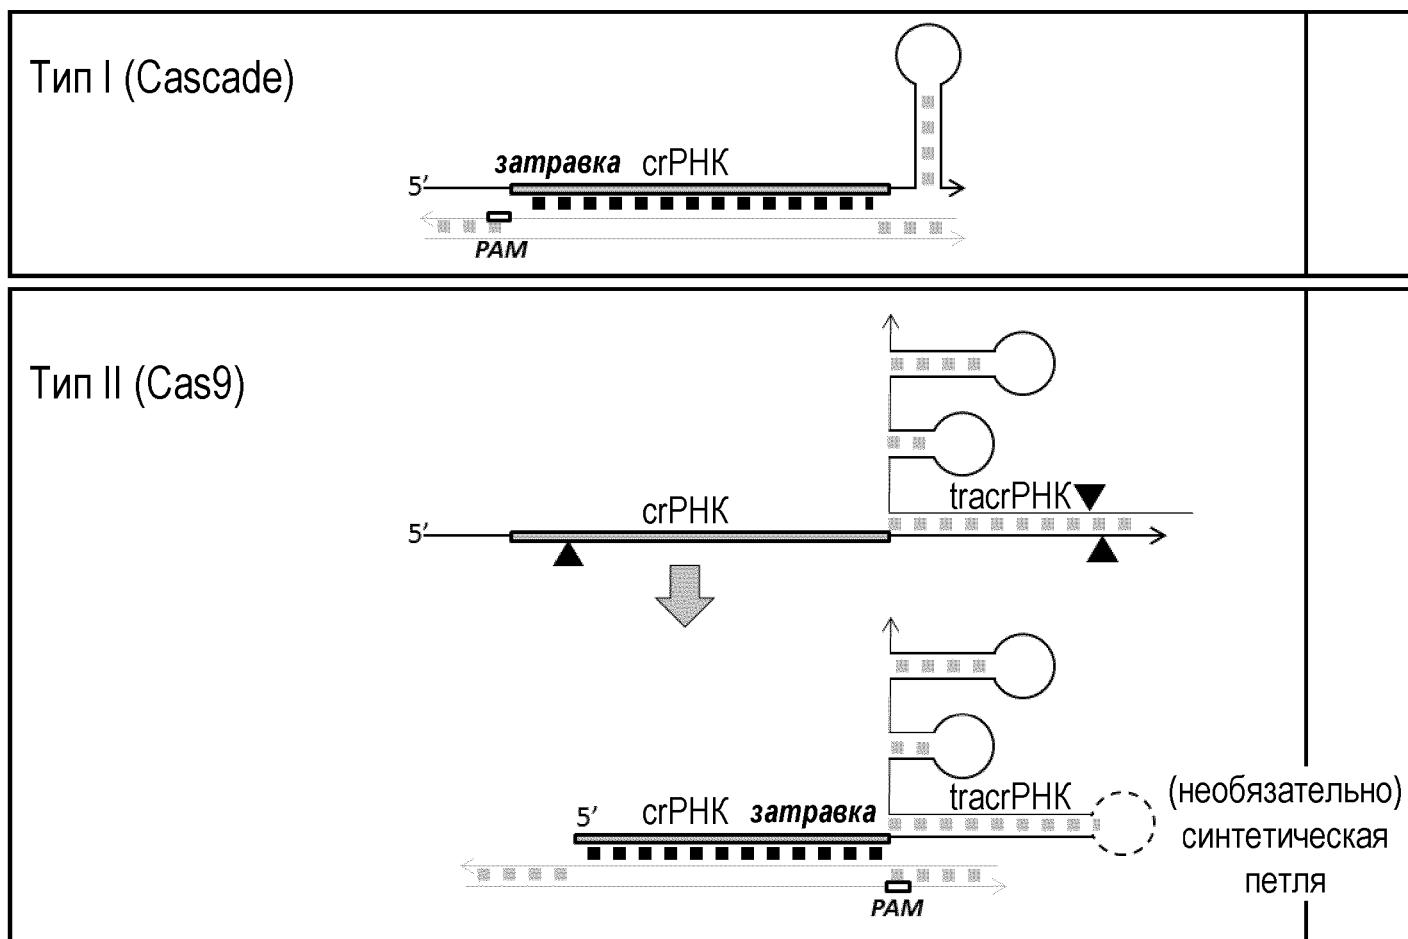 Тип I (Cascade)
затравка crРНК
5’
PAM
Тип II (Cas9)
tracrРНК
crРНК
5’
tracrРНК
(необязательно)
синтетическая
петля
5’ crРНК затравка
PAM